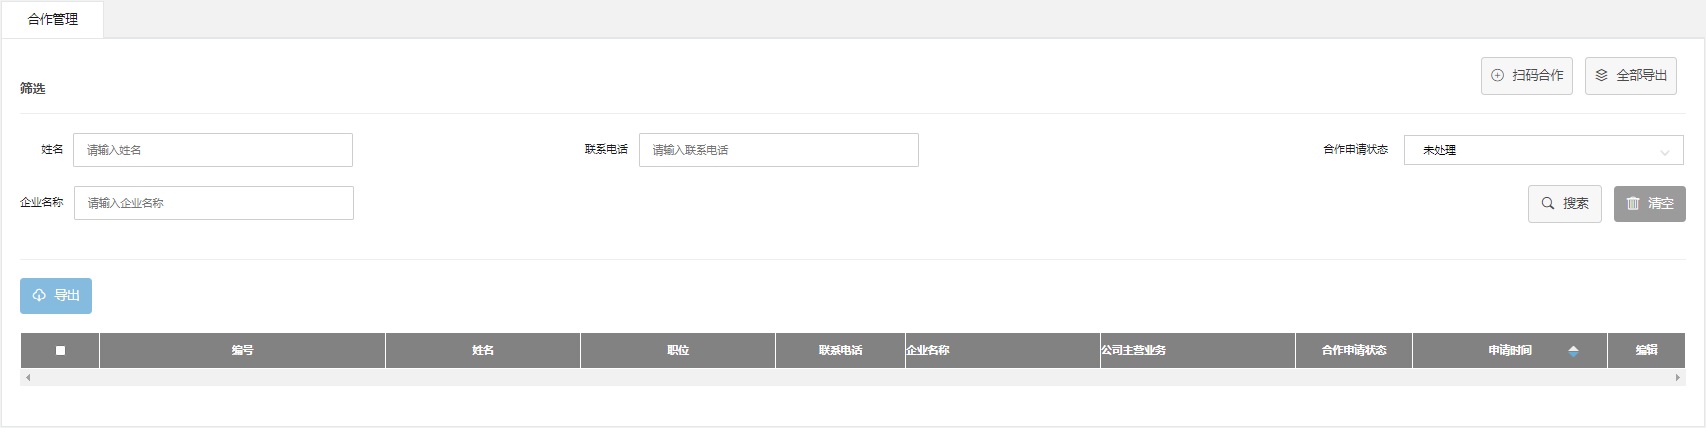 合作管理
筛选
扫码合作 全部导出
姓名 请输入姓名 联系电话 请输入联系电话 合作申请状态 未处理
企业名称 请输入企业名称 搜索 清空
导出
编号 姓名 职位 联系电话 企业名称 公司主营业务 合作申请状态 申请时间 编辑